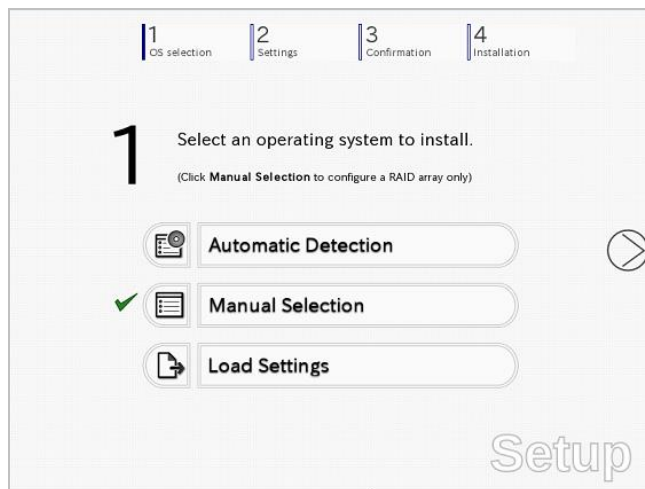 1
OS selection
2
Settings
3
Confirmation
4
Installation
1
Select an operating system to install.
(Click Manual Selection to configure a RAID array only)
Automatic Detection
Manual Selection
Load Settings
Setup